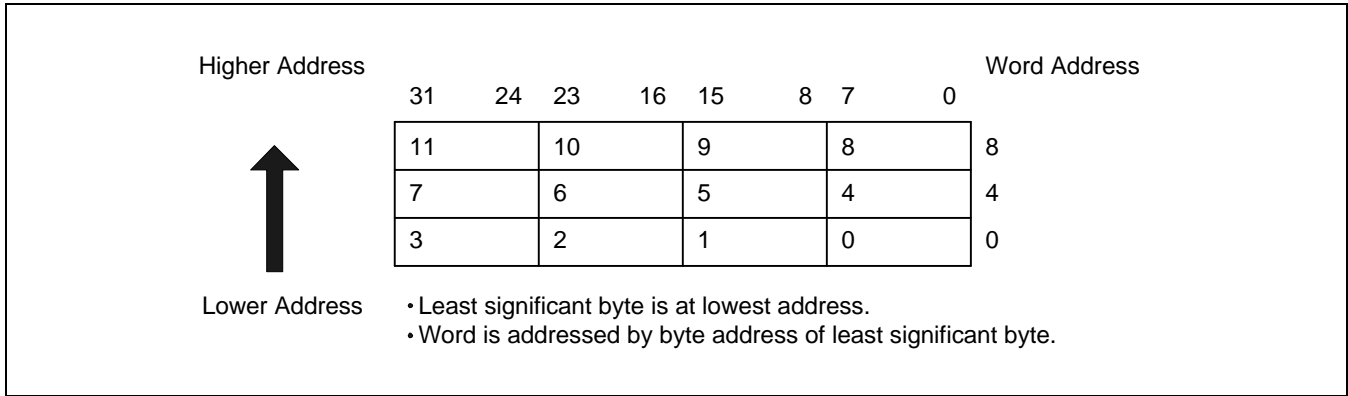 Higher Address Word Address
31 24 23 16 15 8 7 0
11 10 9 8 8
7 6 5 4 4
3 2 1 0 0
Lower Address • Least significant byte is at lowest address.
• Word is addressed by byte address of least significant byte.